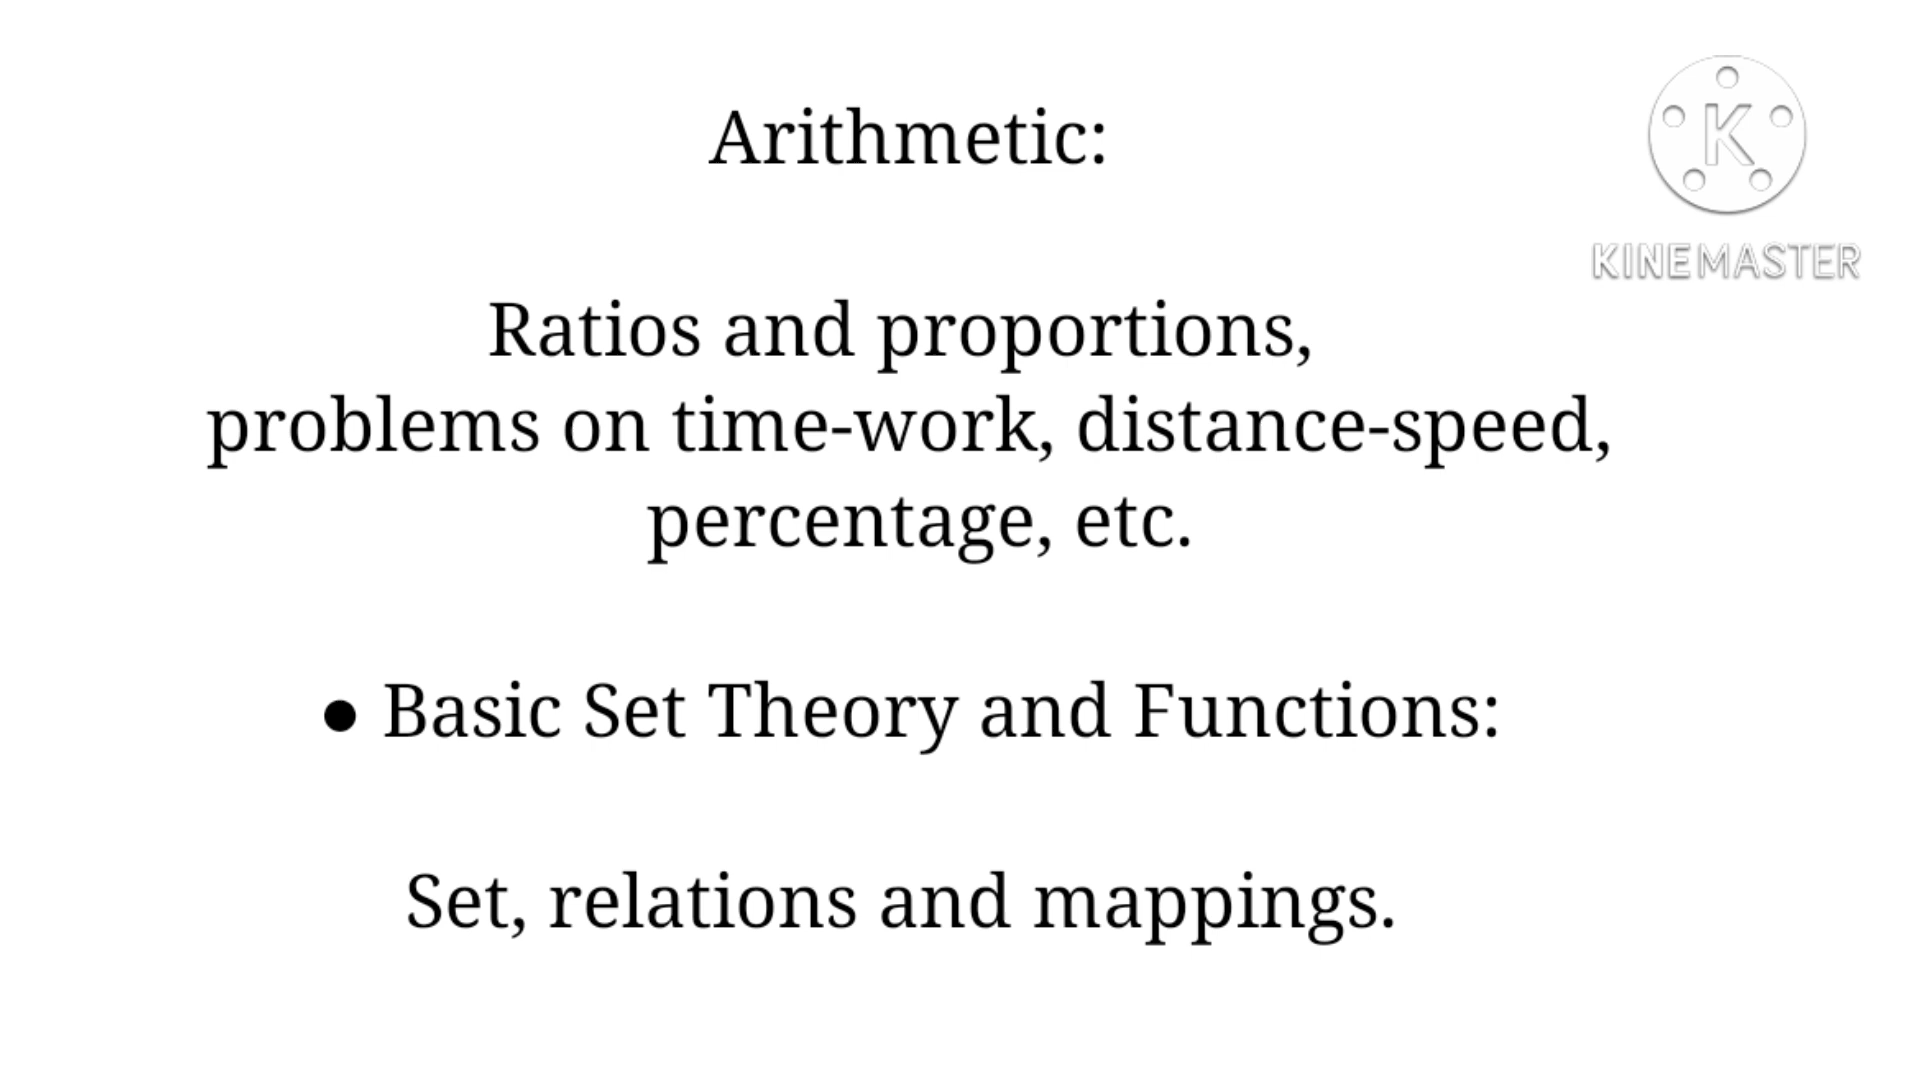 Arithmetic:
K
KINEMASTER
Ratios and proportions,
problems on time-work, distance-speed,
percentage, etc.
● Basic Set Theory and Functions:
Set, relations and mappings.